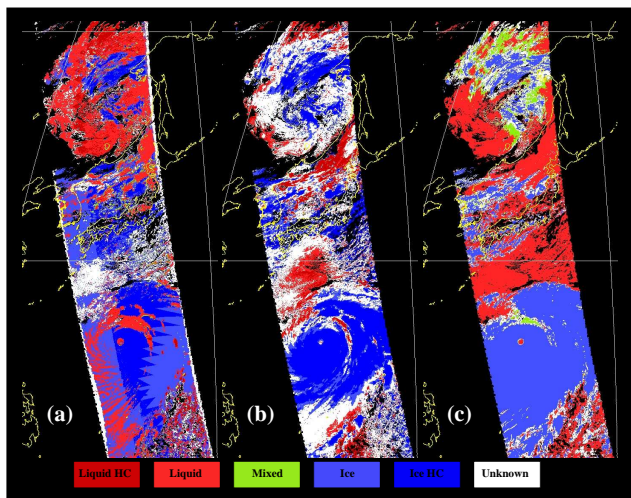 (a)
(b)
(c)
Liquid HC
Liquid
Mixed
Ice
Ice HC
Unknown